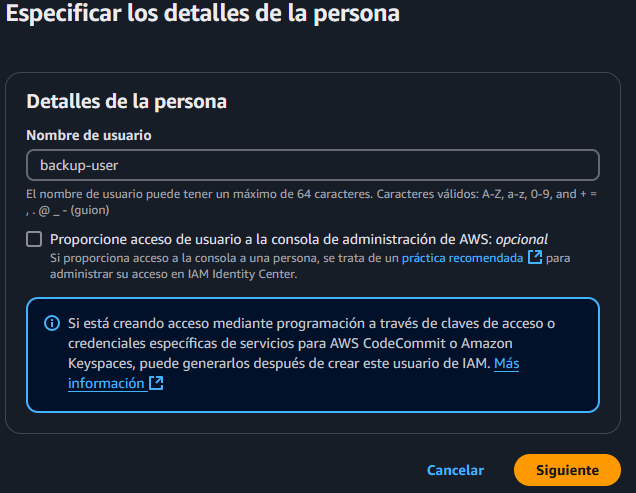 Especificar los detalles de la persona
Detalles de la persona
Nombre de usuario
backup-user
El nombre de usuario puede tener un máximo de 64 caracteres. Caracteres válidos: A-Z, a-z, 0-9, and + =
, . @ _ - (guion)
Proporcione acceso de usuario a la consola de administración de AWS: opcional
Si proporciona acceso a la consola a una persona, se trata de un práctica recomendada para
administrar su acceso en IAM Identity Center.
Si está creando acceso mediante programación a través de claves de acceso o
credenciales específicas de servicios para AWS CodeCommit o Amazon
Keyspaces, puede generarlos después de crear este usuario de IAM. Más
información
Cancelar
Siguiente